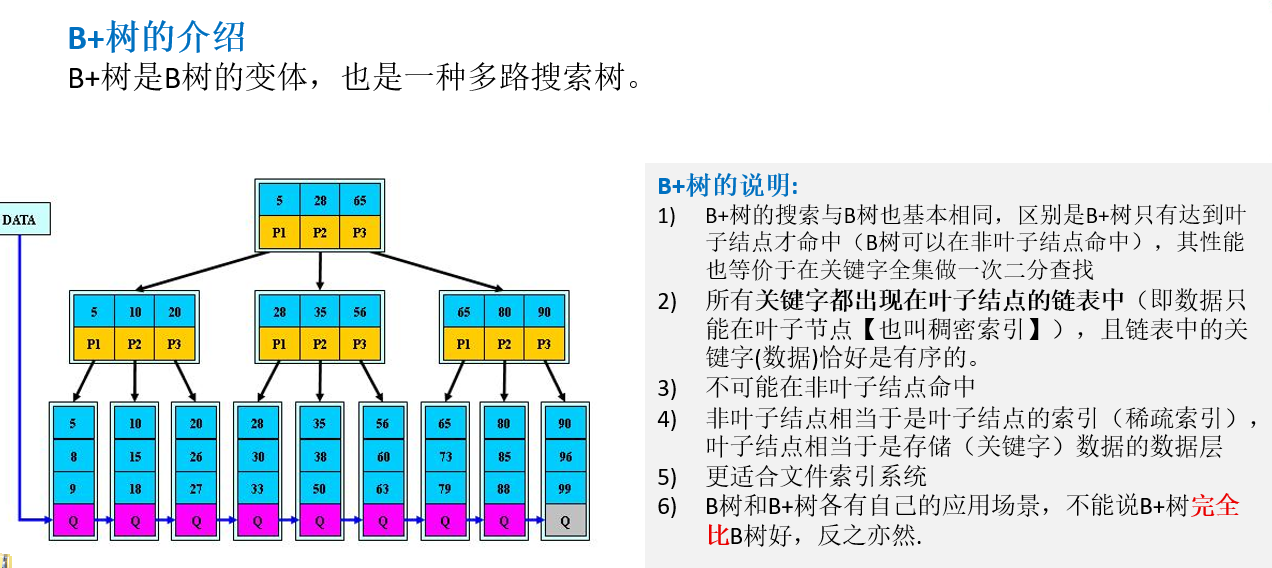 B+树的介绍
B+树是B树的变体，也是一种多路搜索树。
DATA
5 28 65
P1 P2 P3
5 10 20
P1 P2 P3
28 35 56
P1 P2 P3
65 80 90
P1 P2 P3
5 10 20 28 35 56 65 80 90
8 15 26 30 38 60 73 85 96
9 18 27 33 50 63 79 88 99
Q Q Q Q Q Q Q Q Q
B+树的说明:
1) B+树的搜索与B树也基本相同，区别是B+树只有达到叶
子结点才命中（B树可以在非叶子结点命中），其性能
也等价于在关键字全集做一次二分查找
2) 所有关键字都出现在叶子结点的链表中（即数据只
能在叶子节点【也叫稠密索引】），且链表中的关
键字(数据)恰好是有序的。
3) 不可能在非叶子结点命中
4) 非叶子结点相当于是叶子结点的索引（稀疏索引），
叶子结点相当于是存储（关键字）数据的数据层
5) 更适合文件索引系统
6) B树和B+树各有自己的应用场景，不能说B+树完全
比B树好，反之亦然.